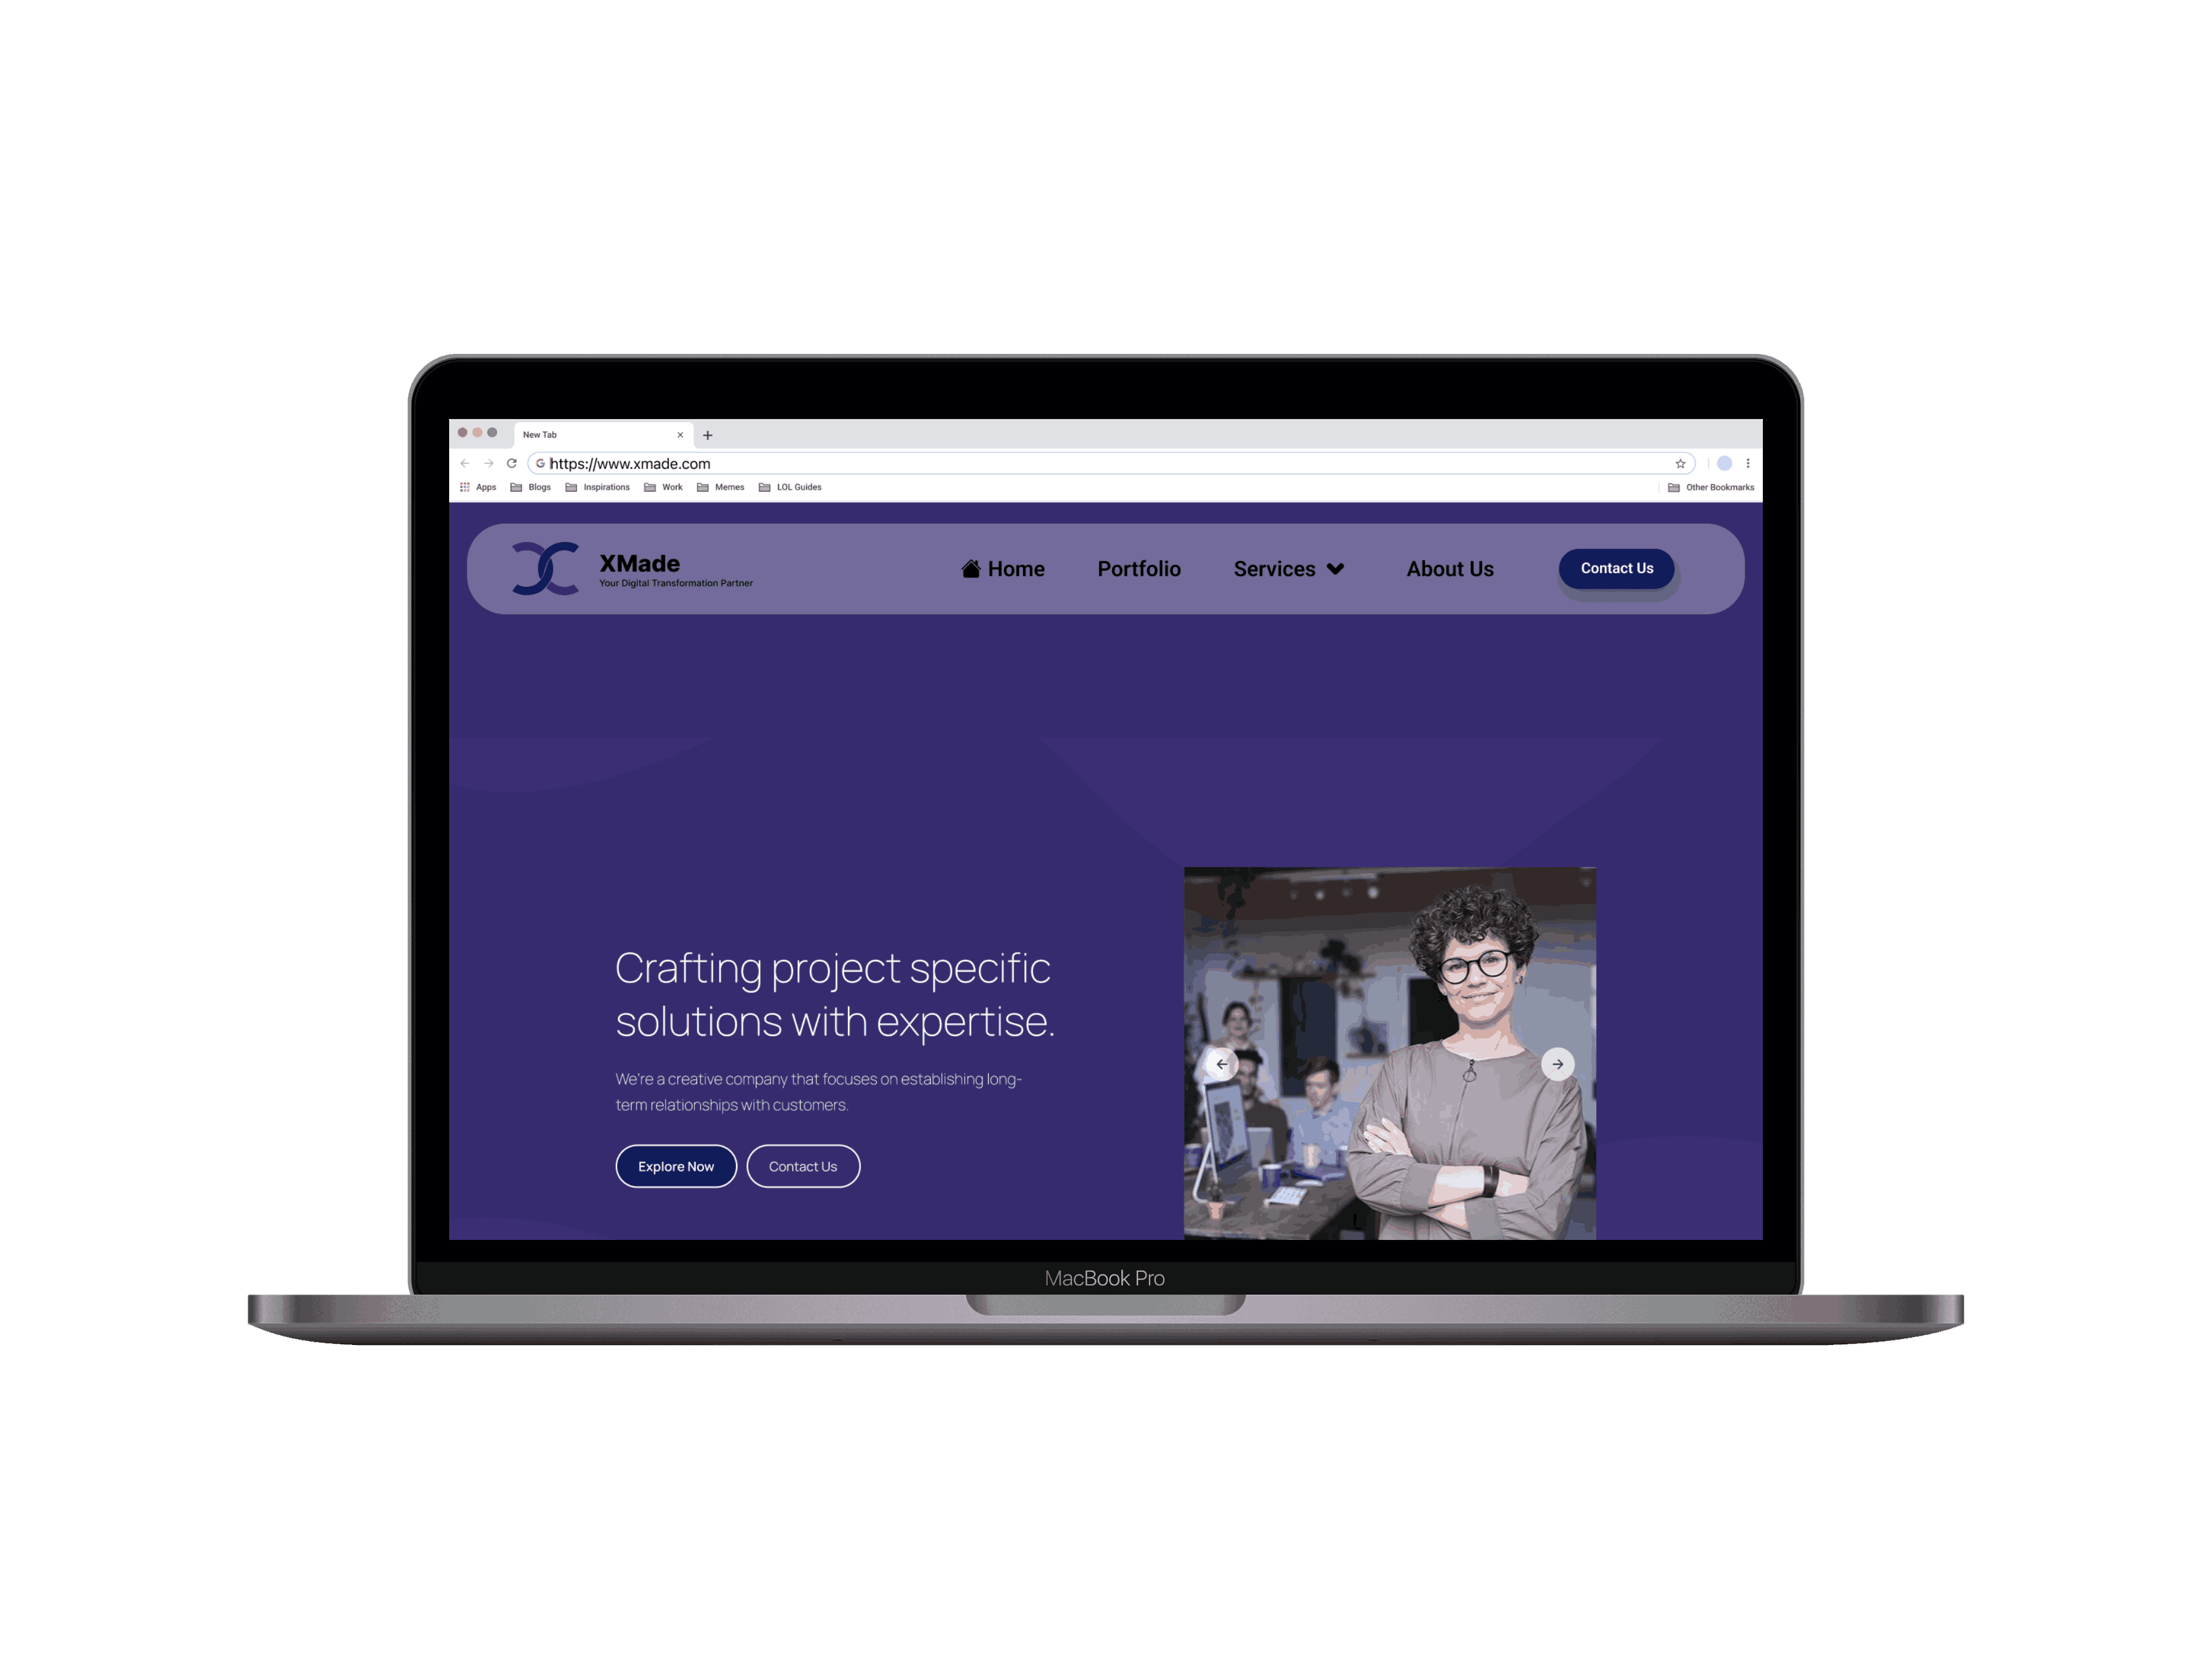 New Tab
https://www.xmade.com
Apps Blogs Inspirations Work Memes LOL Guides Other Bookmarks
XMade
Your Digital Transformation Partner
Home Portfolio Services About Us Contact Us
Crafting project specific
solutions with expertise.
We're a creative company that focuses on establishing long-
term relationships with customers.
Explore Now Contact Us
MacBook Pro